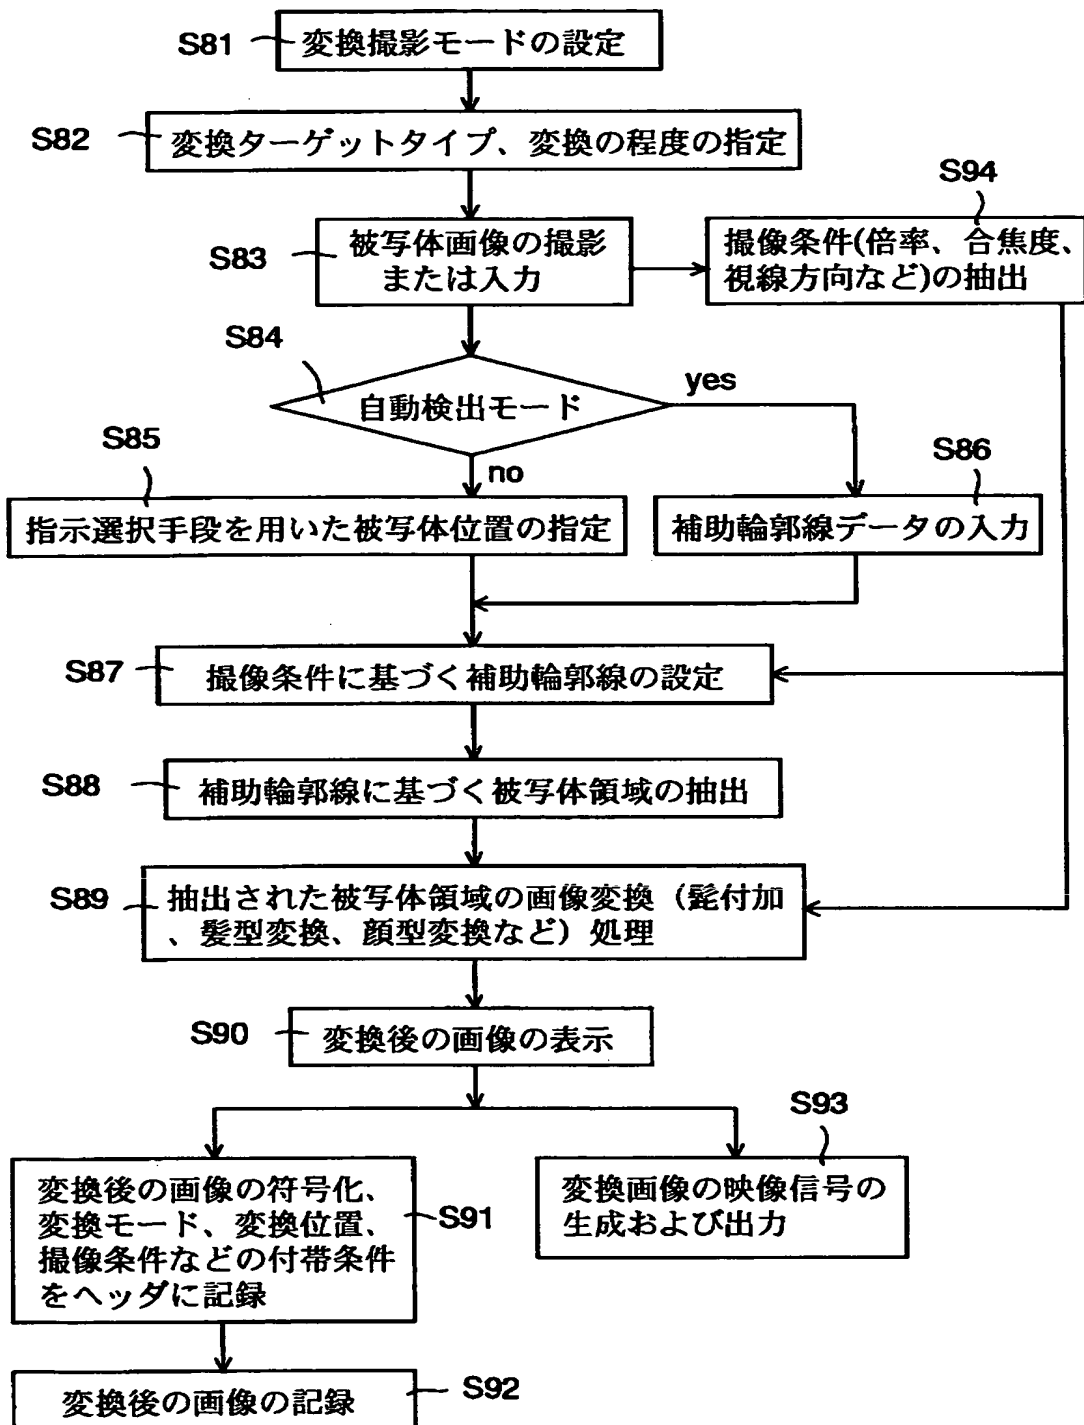 S81
変換撮影モードの設定
S82
変換ターゲットタイプ、変換の程度の指定
S94
撮像条件(倍率、合焦度、
視線方向など)の抽出
S83
被写体画像の撮影
または入力
S84
自動検出モード
yes
no
S85
指示選択手段を用いた被写体位置の指定
S86
補助輪郭線データの入力
S87
撮像条件に基づく補助輪郭線の設定
S88
補助輪郭線に基づく被写体領域の抽出
S89
抽出された被写体領域の画像変換（髭付加
、髪型変換、顔型変換など）処理
S90
変換後の画像の表示
S91
変換後の画像の符号化、
変換モード、変換位置、
撮像条件などの付帯条件
をヘッダに記録
S93
変換画像の映像信号の
生成および出力
S92
変換後の画像の記録